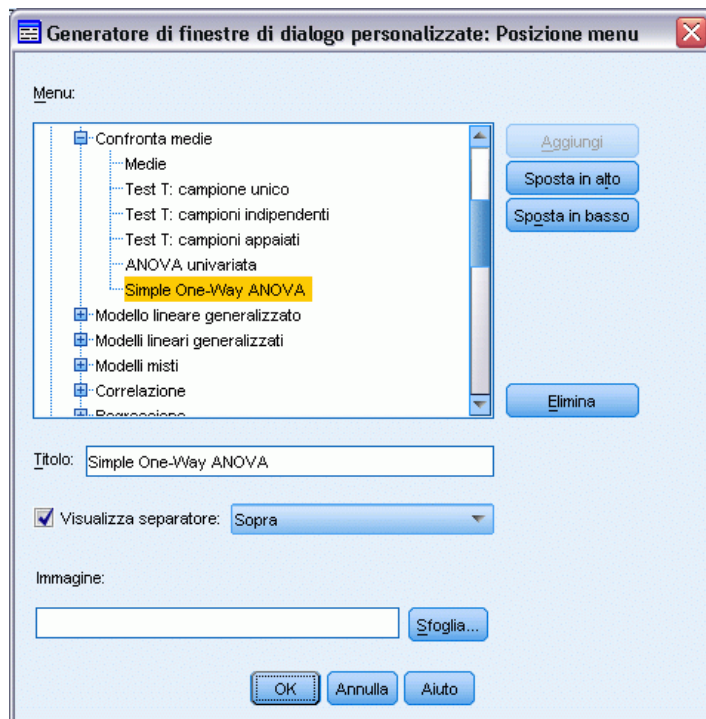 Generatore di finestre di dialogo personalizzate: Posizione menu
Menu:
Confronta medie
Medie
Test T: campione unico
Test T: campioni indipendenti
Test T: campioni appaiati
ANOVA univariata
Simple One-Way ANOVA
Modello lineare generalizzato
Modelli lineari generalizzati
Modelli misti
Correlazione
Regressione
Aggiungi
Sposta in alto
Sposta in basso
Elimina
Titolo: Simple One-Way ANOVA
Visualizza separatore: Sopra
Immagine:
Sfoglia...
OK Annulla Aiuto